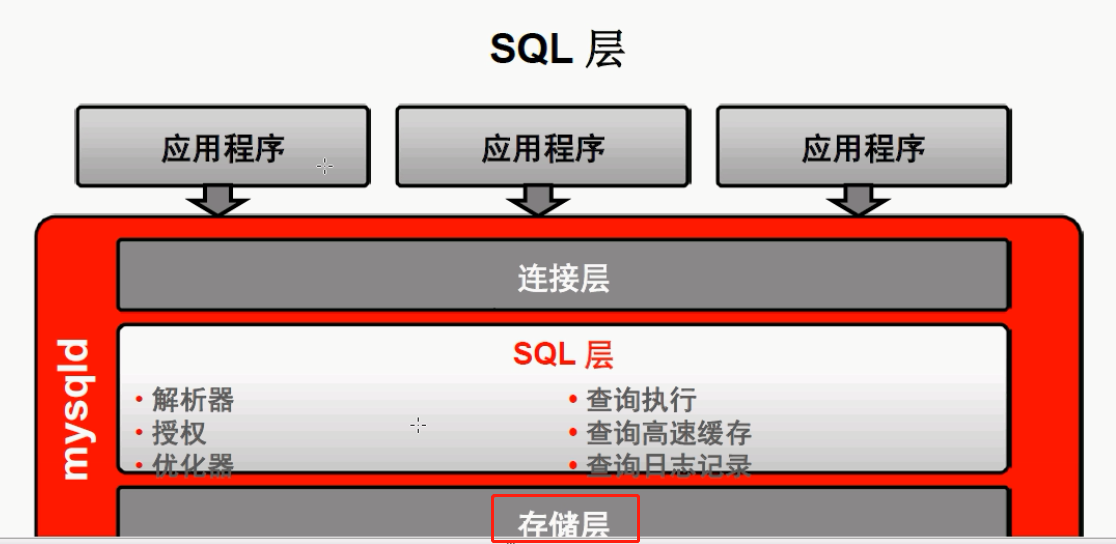 SQL 层
应用程序
应用程序
应用程序
连接层
mysqld
SQL 层
• 解析器
• 授权
• 优化器
• 查询执行
• 查询高速缓存
• 查询日志记录
存储层